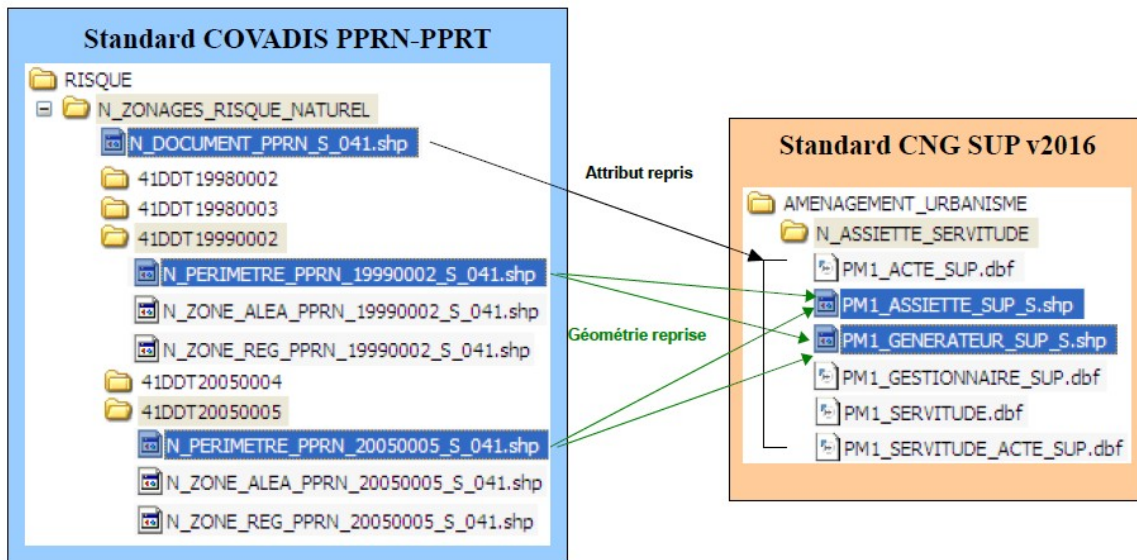 Standard COVADIS PPRN-PPRT
RISQUE
N_ZONAGES_RISQUE_NATUREL
N_DOCUMENT_PPRN_S_041.shp
41DDT19980002
41DDT19980003
41DDT19990002
N_PERIMETRE_PPRN_19990002_S_041.shp
N_ZONE_ALEA_PPRN_19990002_S_041.shp
N_ZONE_REG_PPRN_19990002_S_041.shp
41DDT20050004
41DDT20050005
N_PERIMETRE_PPRN_20050005_S_041.shp
N_ZONE_ALEA_PPRN_20050005_S_041.shp
N_ZONE_REG_PPRN_20050005_S_041.shp
Attribut repris
Géométrie reprise
Standard CNG SUP v2016
AMENAGEMENT_URBANISME
N_ASSIETTE_SERVITUDE
PM1_ACTE_SUP.dbf
PM1_ASSIETTE_SUP_S.shp
PM1_GENERATEUR_SUP_S.shp
PM1_GESTIONNAIRE_SUP.dbf
PM1_SERVITUDE.dbf
PM1_SERVITUDE_ACTE_SUP.dbf